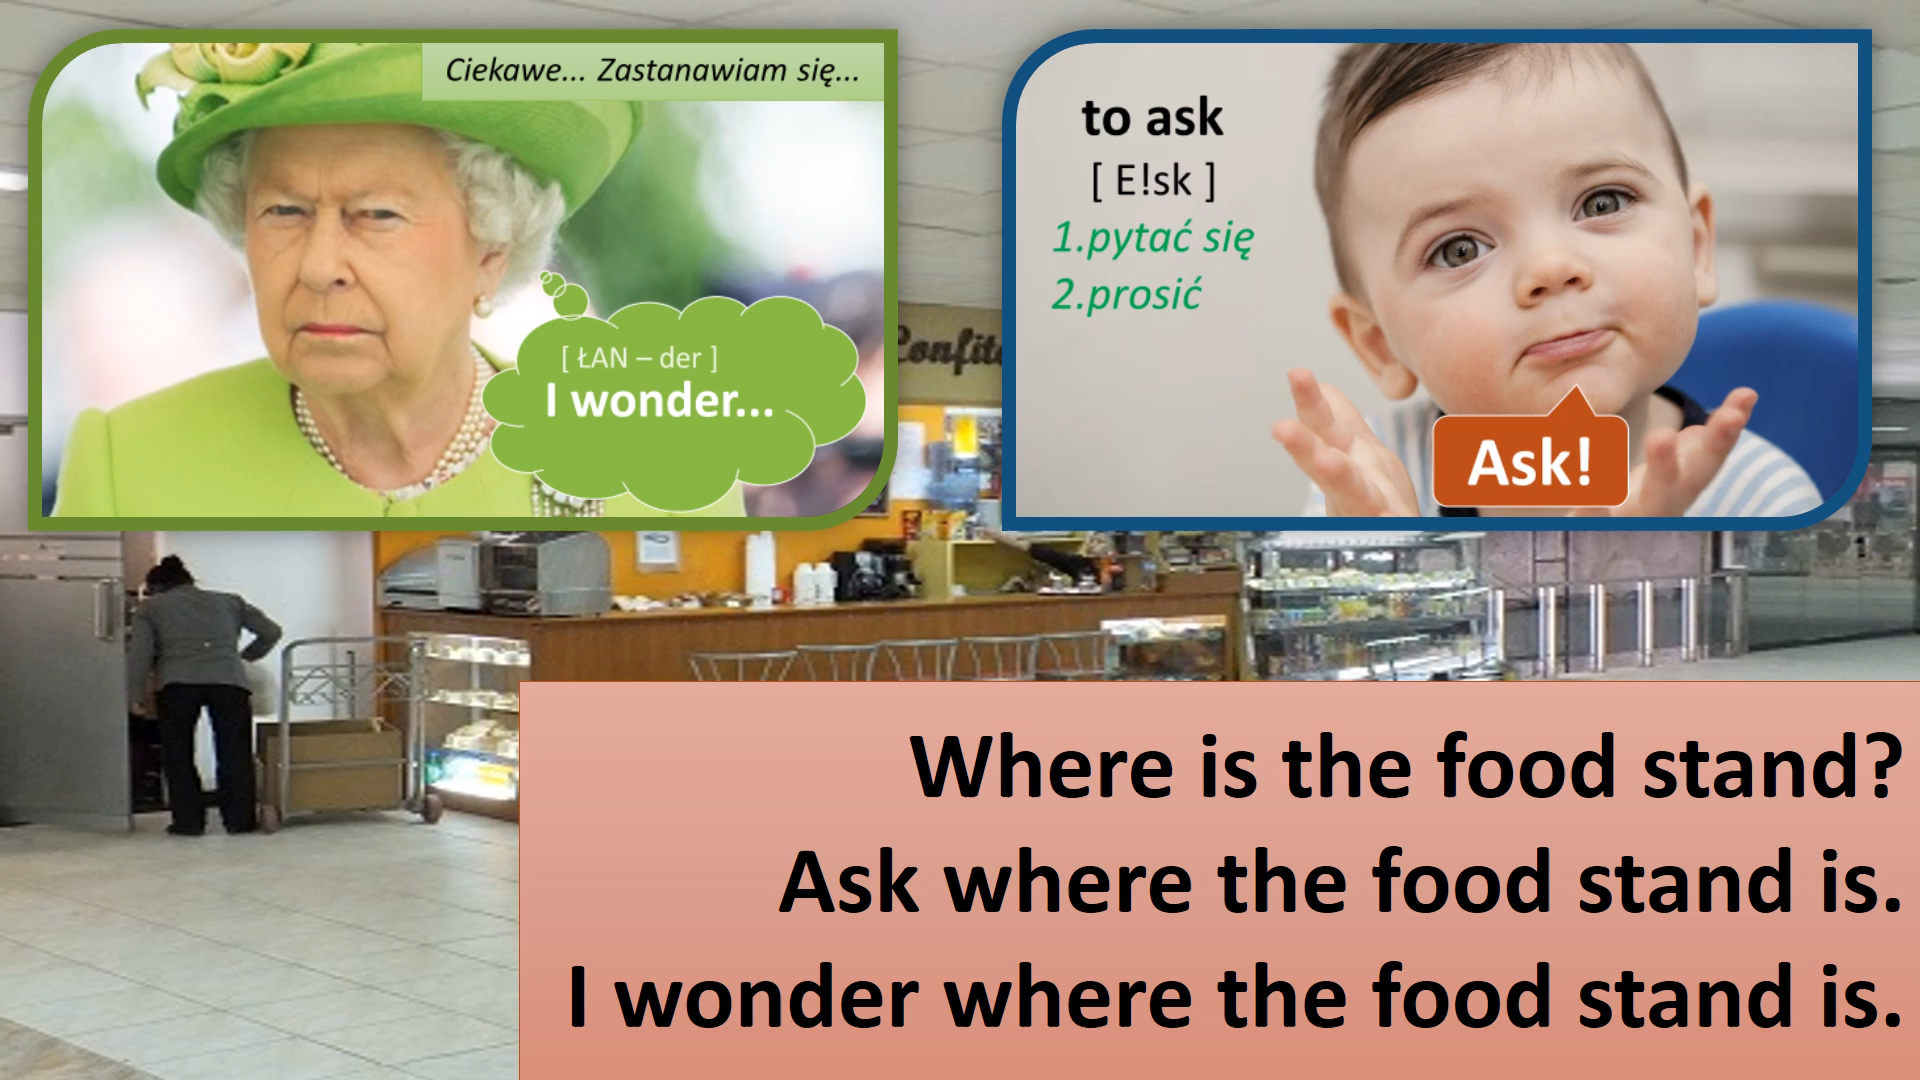 Ciekawe... Zastanawiam się...
[ ŁAN – der ]
I wonder...
to ask
[ E!sk ]
1.pytać się
2.prosić
Ask!
Where is the food stand?
Ask where the food stand is.
I wonder where the food stand is.